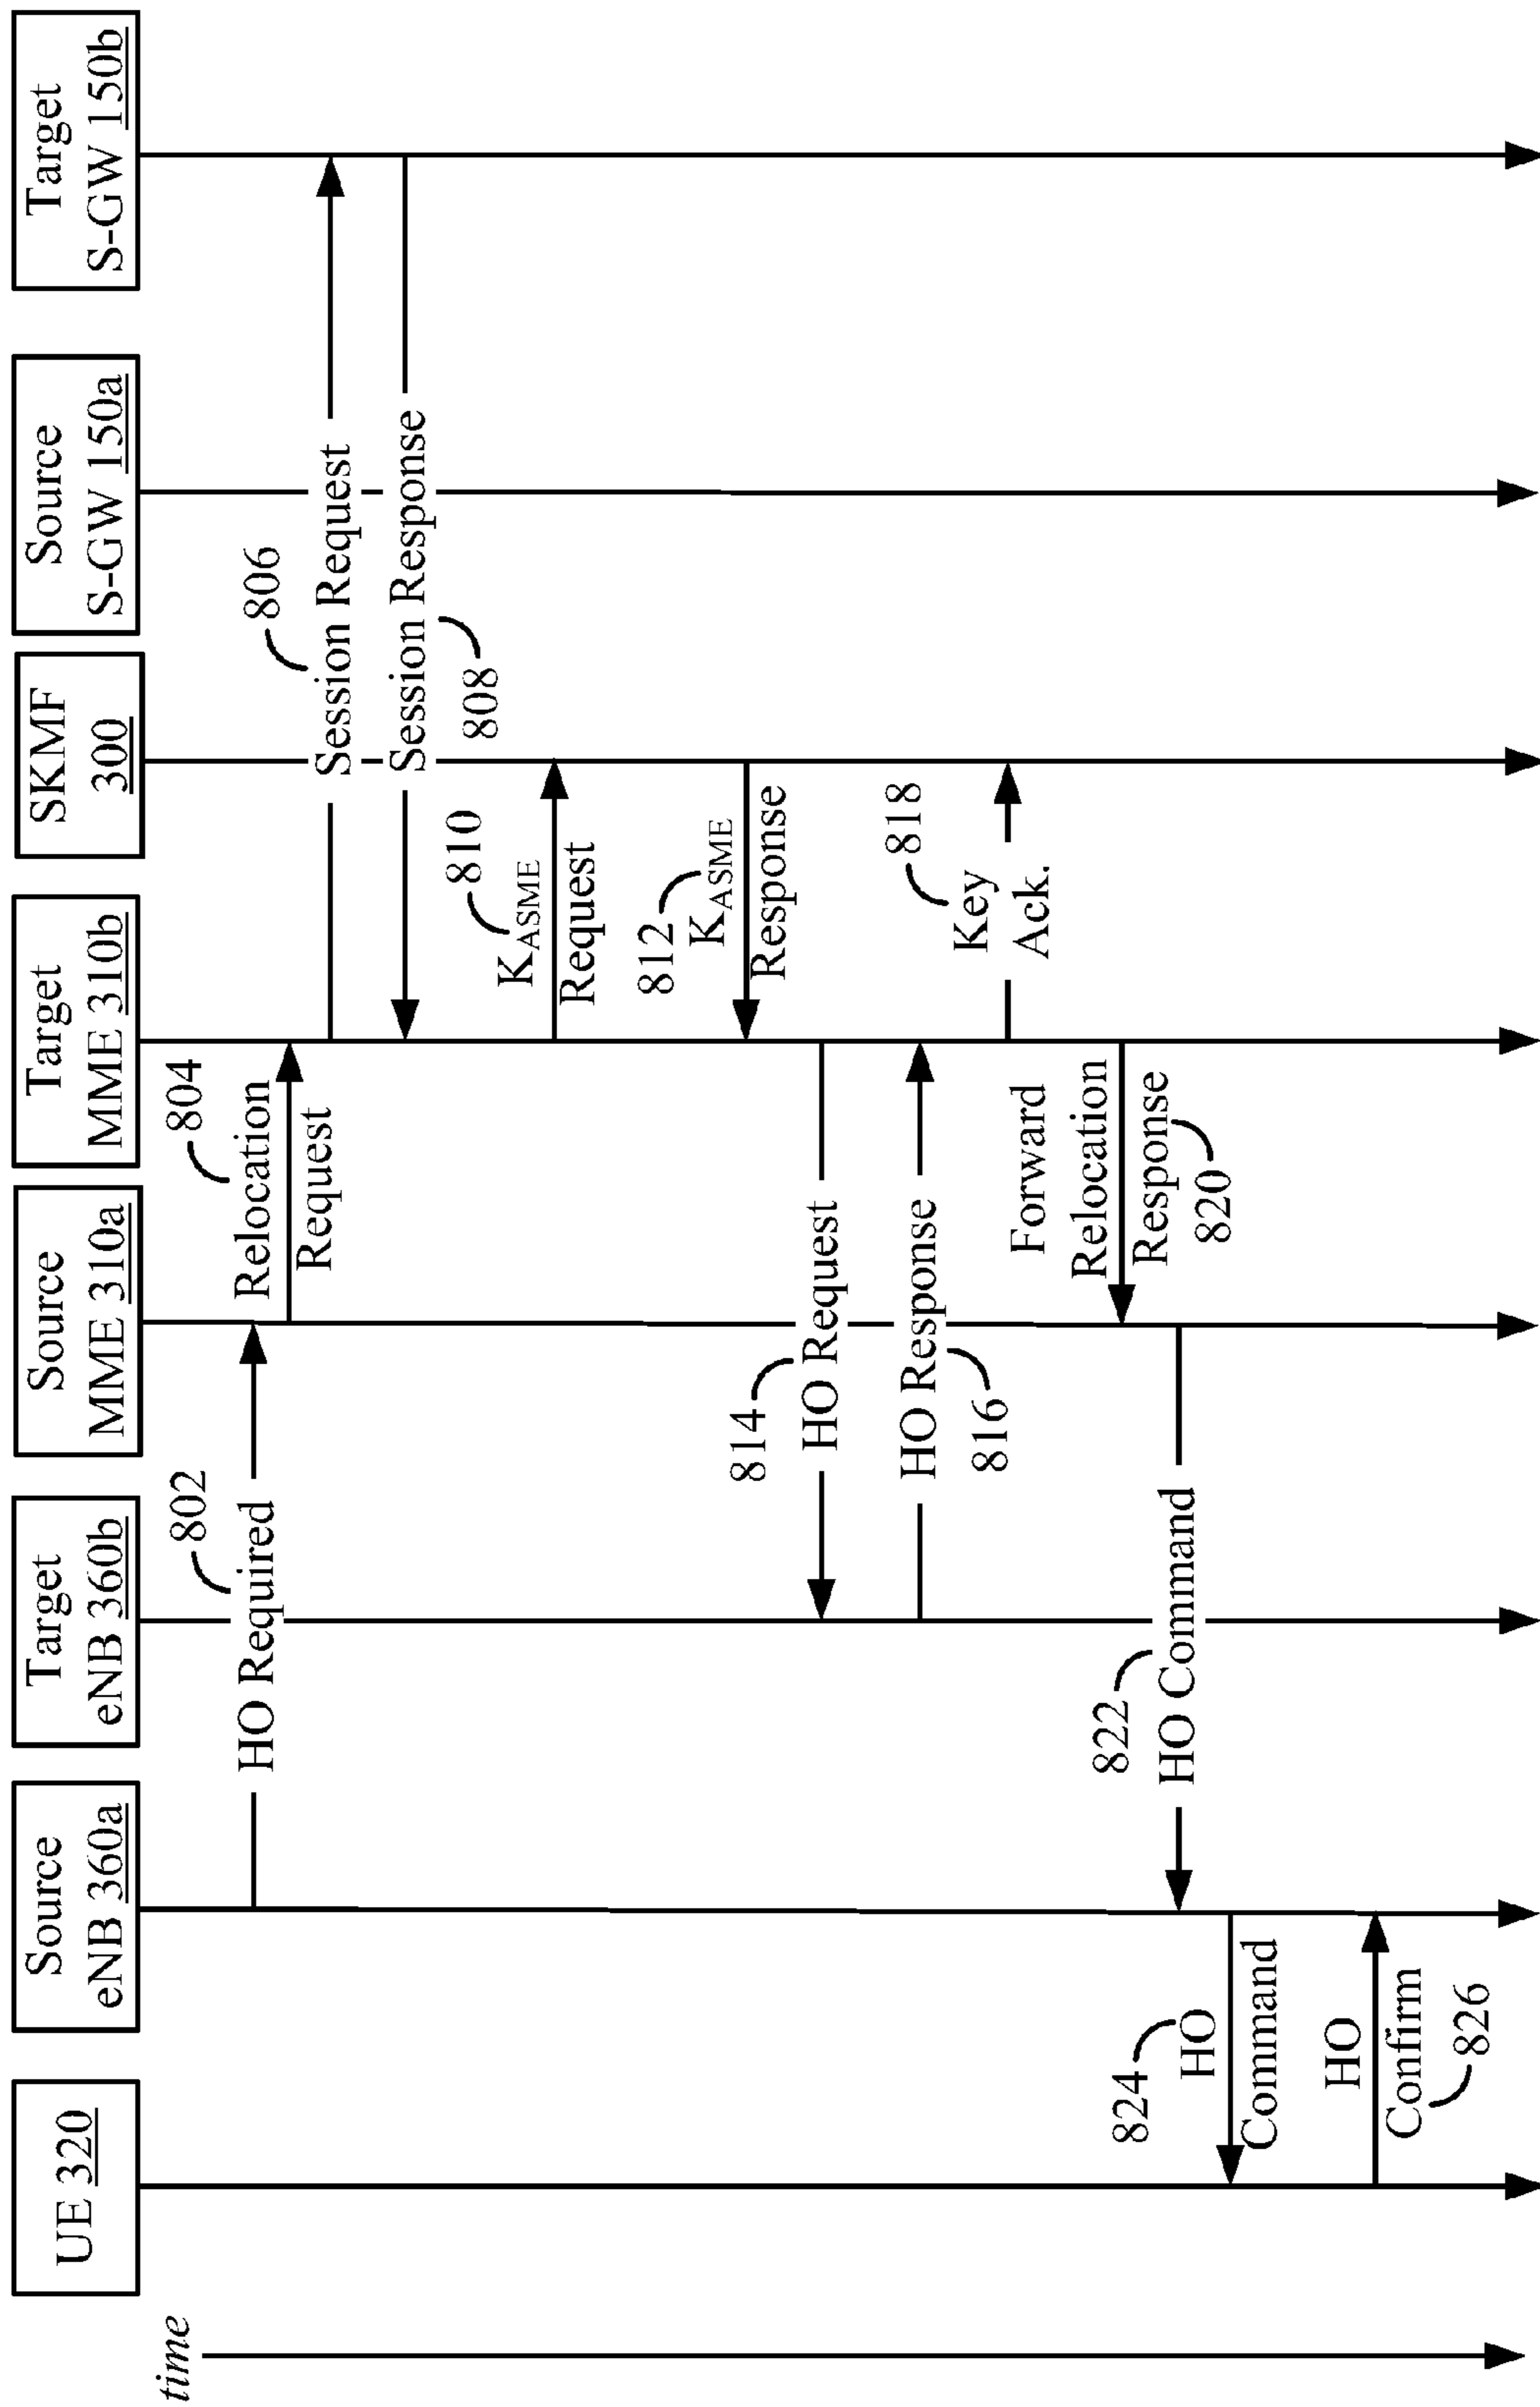 time
UE 320
Source
eNB 360a
Target
eNB 360b
Source
MME 310a
Target
MME 310b
SKMF
300
Source
S-GW 150a
Target
S-GW 150b
802
HO Required
804
Relocation
Request
806
Session Request
Session Response
808
810
KASME
Request
812
KASME
Response
814
HO Request
HO Response
816
818
Key
Ack.
Forward
Relocation
Response
820
822
HO Command
824
HO
Command
HO
Confirm
826